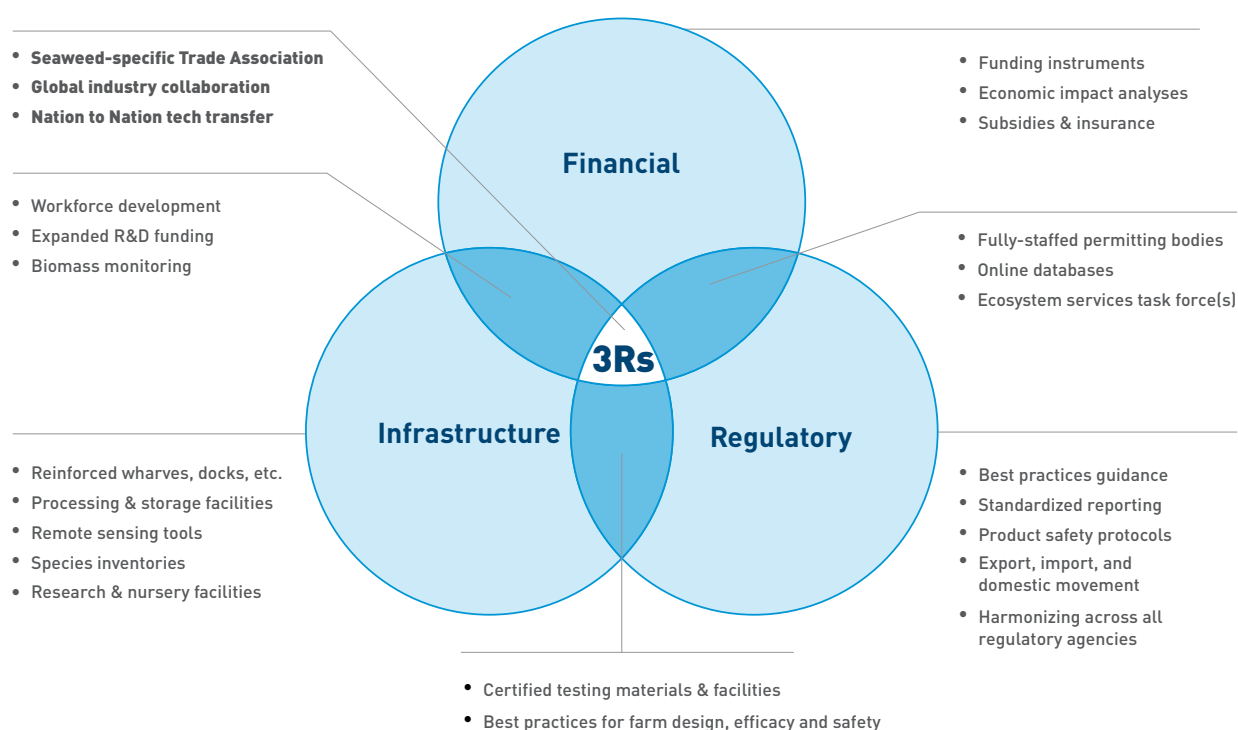 • Seaweed-specific Trade Association
• Global industry collaboration
• Nation to Nation tech transfer
• Funding instruments
• Economic impact analyses
• Subsidies & insurance
Financial
• Workforce development
• Expanded R&D funding
• Biomass monitoring
• Fully-staffed permitting bodies
• Online databases
• Ecosystem services task force(s)
3Rs
Infrastructure
Regulatory
• Reinforced wharves, docks, etc.
• Processing & storage facilities
• Remote sensing tools
• Species inventories
• Research & nursery facilities
• Best practices guidance
• Standardized reporting
• Product safety protocols
• Export, import, and
domestic movement
• Harmonizing across all
regulatory agencies
• Certified testing materials & facilities
• Best practices for farm design, efficacy and safety